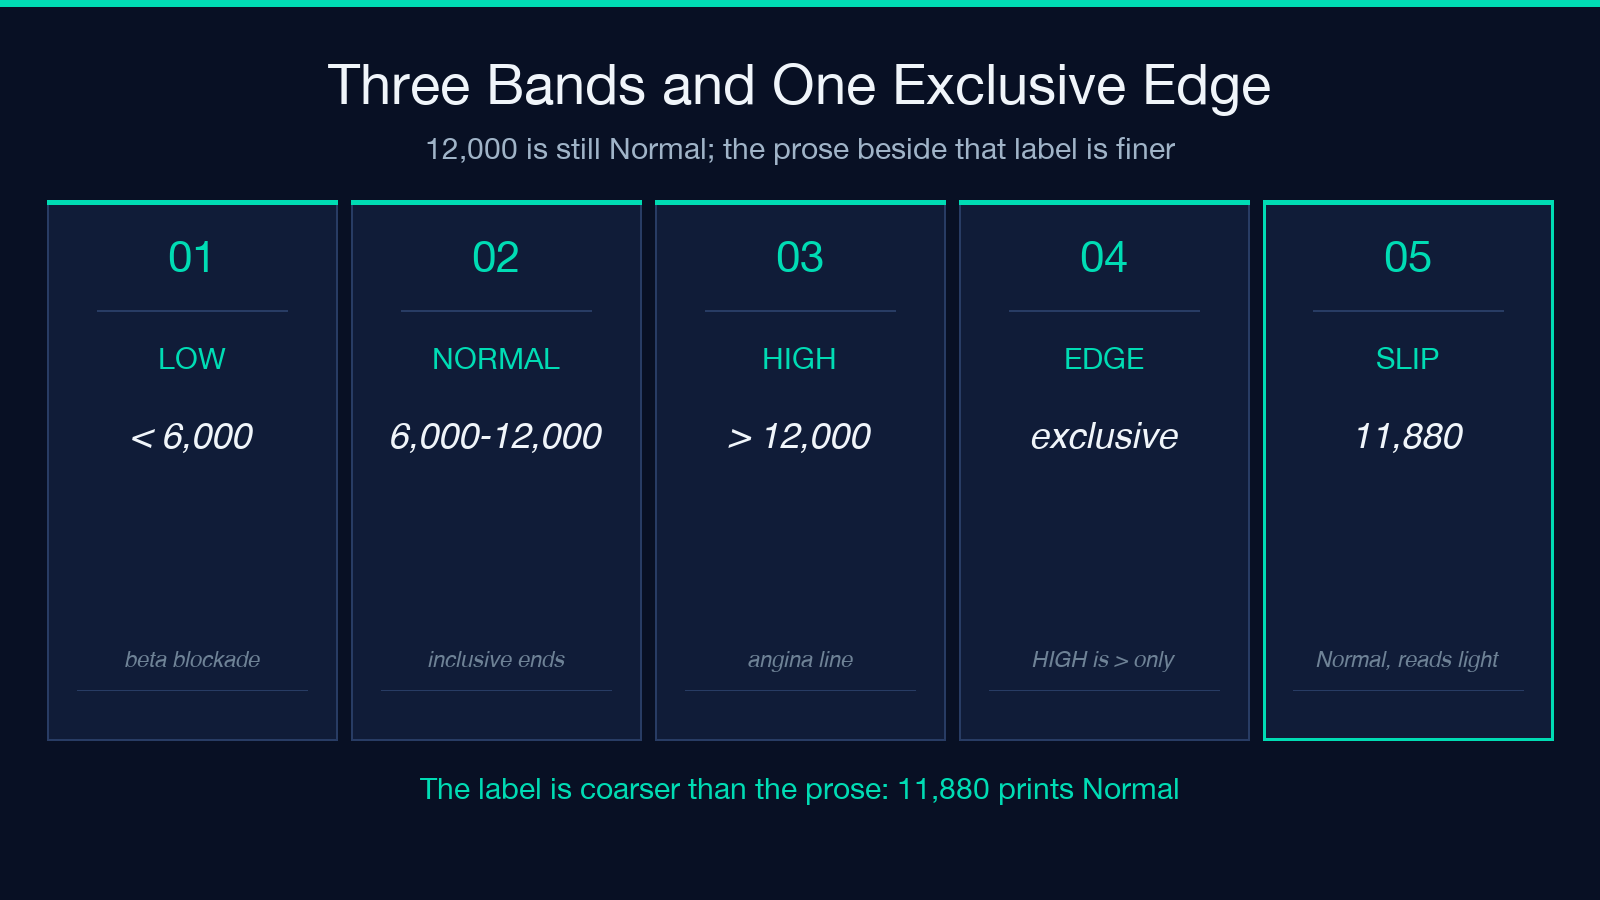 Three Bands and One Exclusive Edge
12,000 is still Normal; the prose beside that label is finer
01
LOW
< 6,000
beta blockade
02
NORMAL
6,000-12,000
inclusive ends
03
HIGH
> 12,000
angina line
04
EDGE
exclusive
HIGH is > only
05
SLIP
11,880
Normal, reads light
The label is coarser than the prose: 11,880 prints Normal